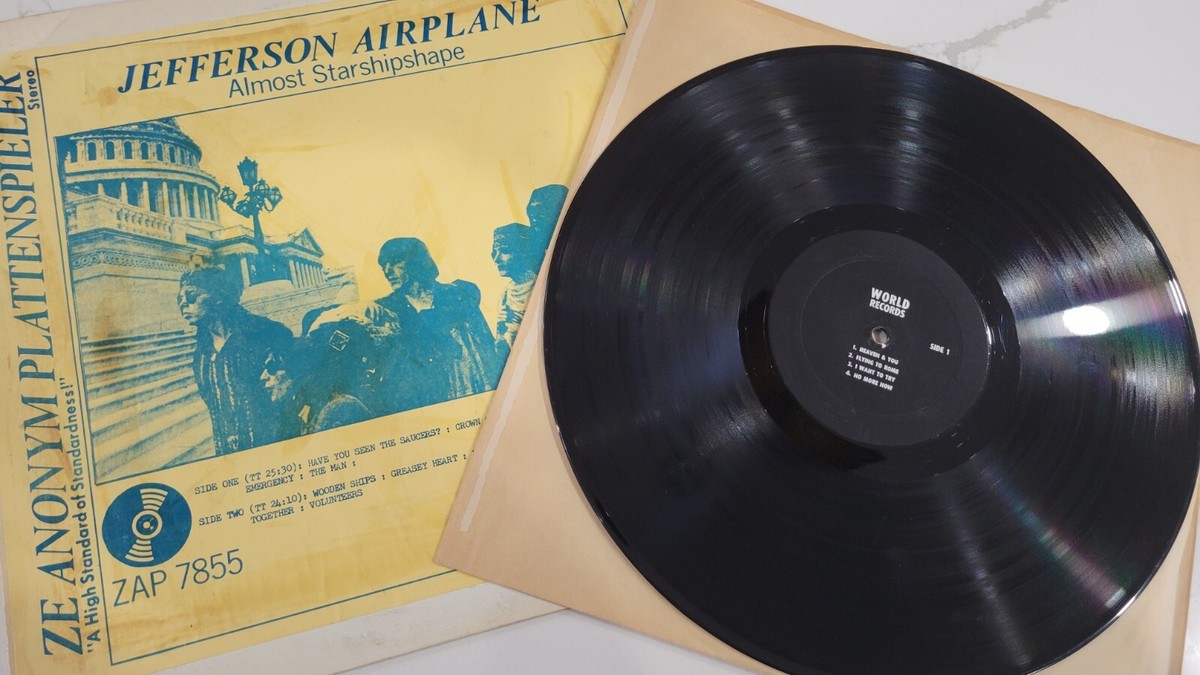 ZE ANONYM PLATTENSPIELER
Stereo
"A High Standard of Standardness!"
JEFFERSON AIRPLANE
Almost Starshipshape
SIDE ONE (TT 25:30): HAVE YOU SEEN THE SAUCERS? : CROWN
EMERGENCY : THE MAN :
SIDE TWO (TT 24:10): WOODEN SHIPS : GREASEY HEART :
TOGETHER : VOLUNTEERS
ZAP 7855
WORLD
RECORDS
SIDE 1
1. HEAVEN & YOU
2. FLYING TO ROME
3. I WANT TO TRY
4. NO MORE NOW